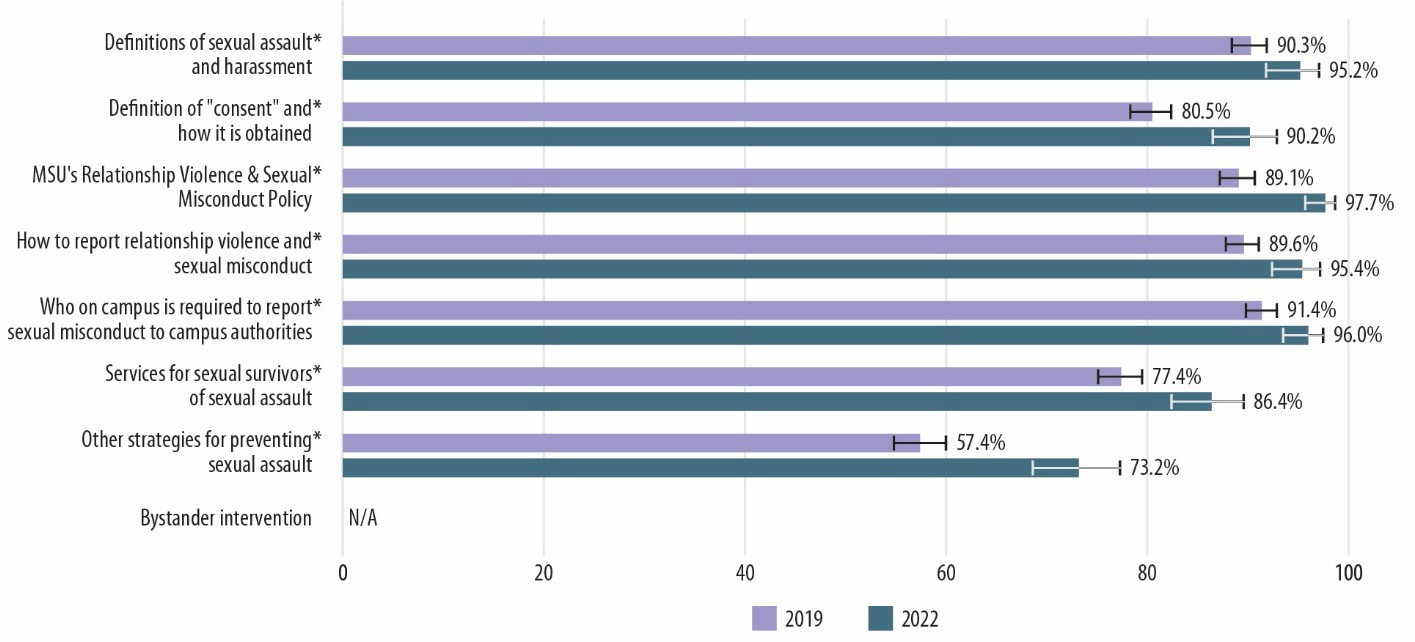 Definitions of sexual assault*
and harassment
90.3%
95.2%
Definition of "consent" and*
how it is obtained
80.5%
90.2%
MSU's Relationship Violence & Sexual*
Misconduct Policy
89.1%
97.7%
How to report relationship violence and*
sexual misconduct
89.6%
95.4%
Who on campus is required to report*
sexual misconduct to campus authorities
91.4%
96.0%
Services for sexual survivors*
of sexual assault
77.4%
86.4%
Other strategies for preventing*
sexual assault
57.4%
73.2%
Bystander intervention N/A
0 20 40 60 80 100
2019 2022